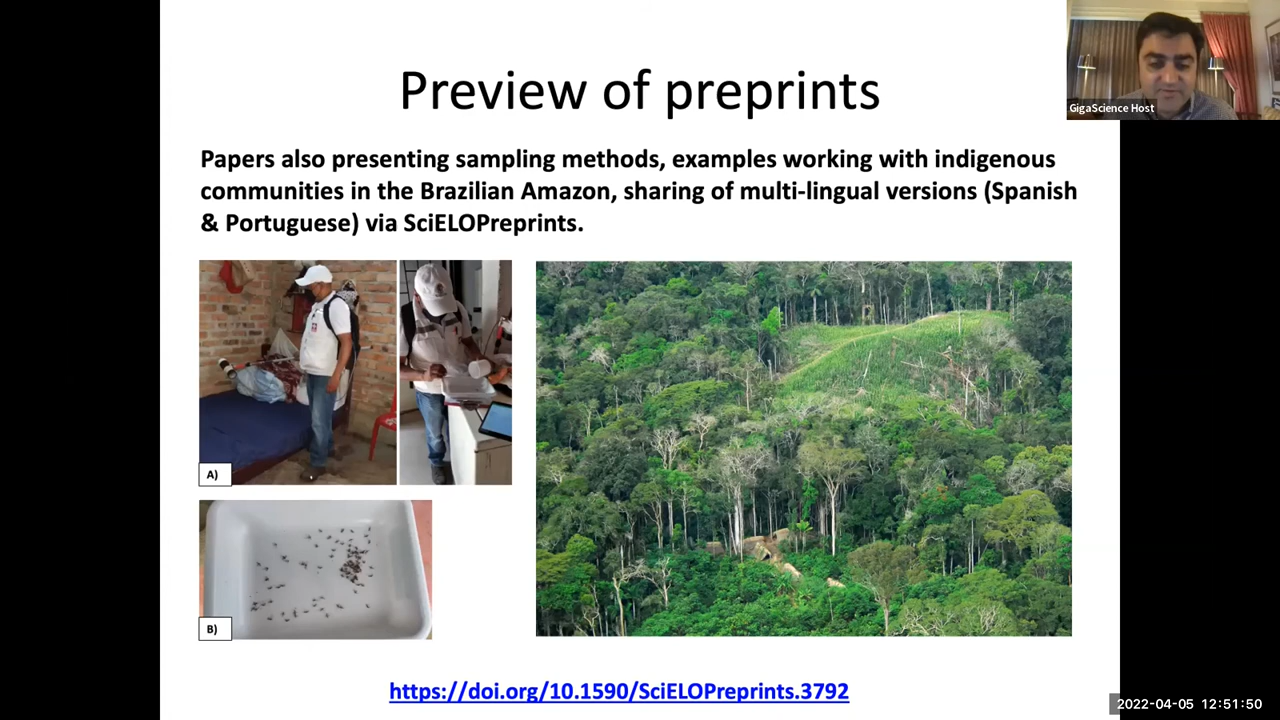 Preview of preprints
GigaScience Host
Papers also presenting sampling methods, examples working with indigenous
communities in the Brazilian Amazon, sharing of multi-lingual versions (Spanish
& Portuguese) via SciELOPreprints.
A)
B)
https://doi.org/10.1590/SciELOPreprints.3792
2022-04-05 12:51:50